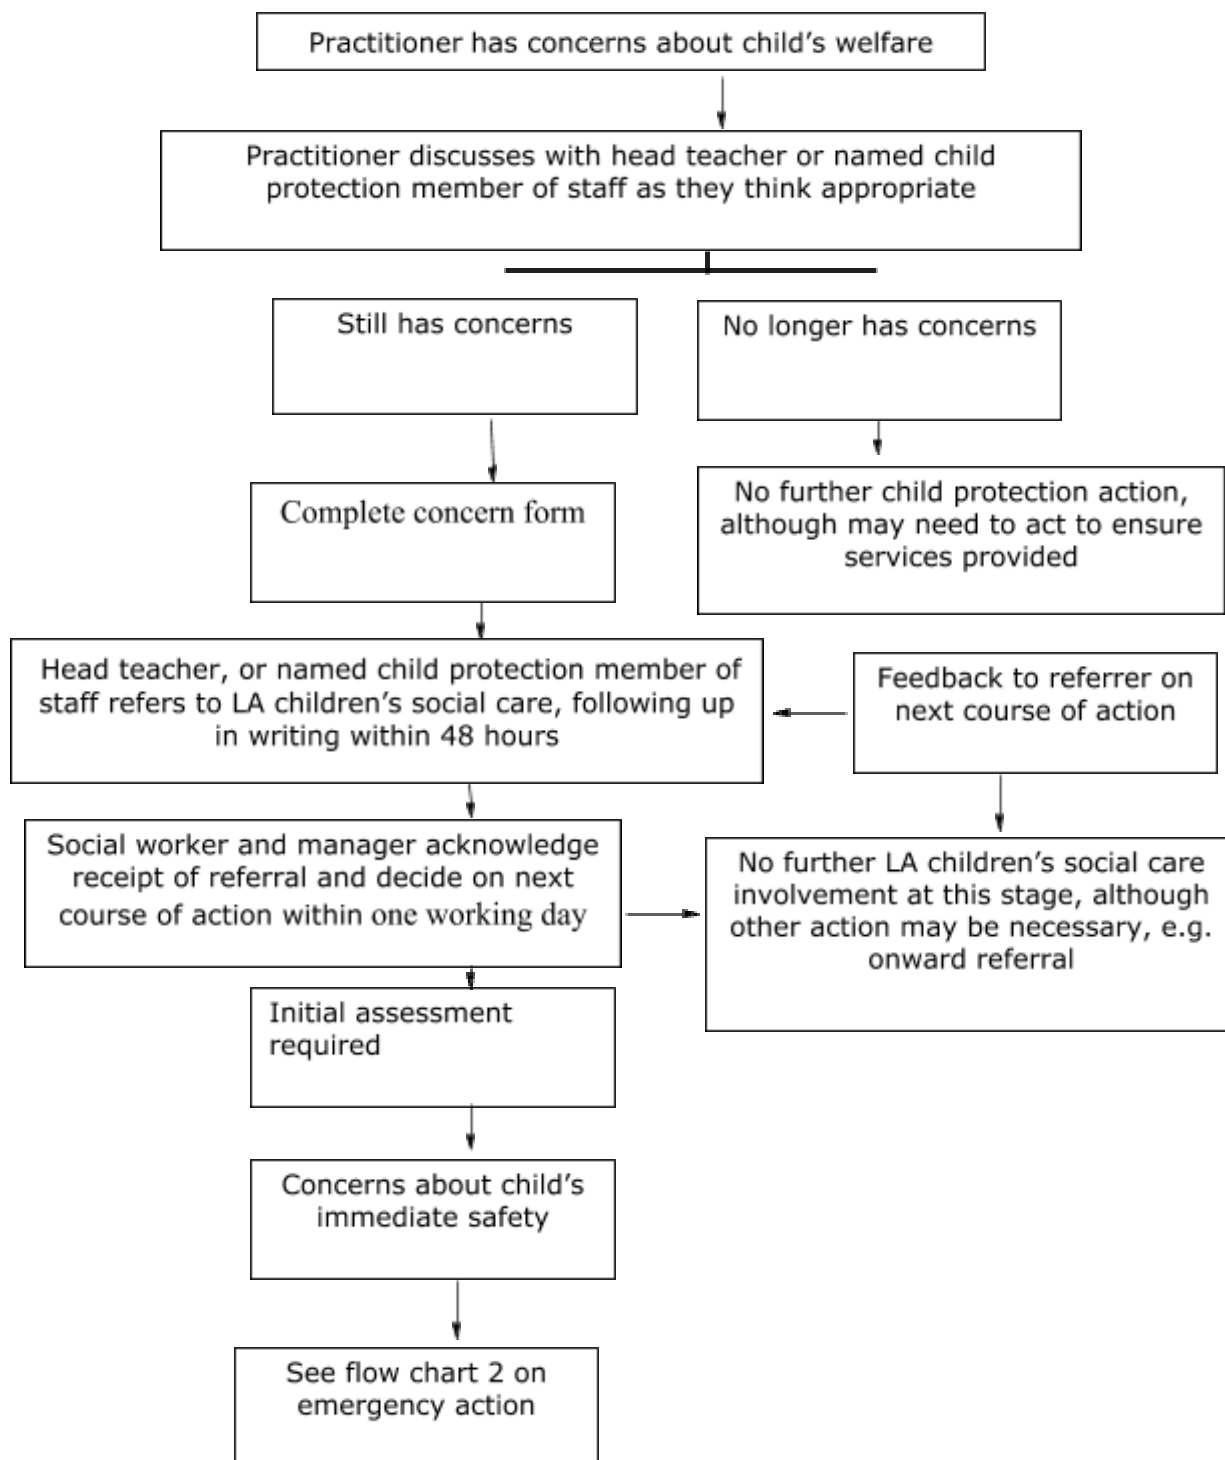 Practitioner has concerns about child's welfare
Practitioner discusses with head teacher or named child
protection member of staff as they think appropriate
Still has concerns
No longer has concerns
Complete concern form
No further child protection action,
although may need to act to ensure
services provided
Head teacher, or named child protection member of
staff refers to LA children's social care, following up
in writing within 48 hours
Feedback to referrer on
next course of action
Social worker and manager acknowledge
receipt of referral and decide on next
course of action within one working day
No further LA children's social care
involvement at this stage, although
other action may be necessary, e.g.
onward referral
Initial assessment
required
Concerns about child's
immediate safety
See flow chart 2 on
emergency action